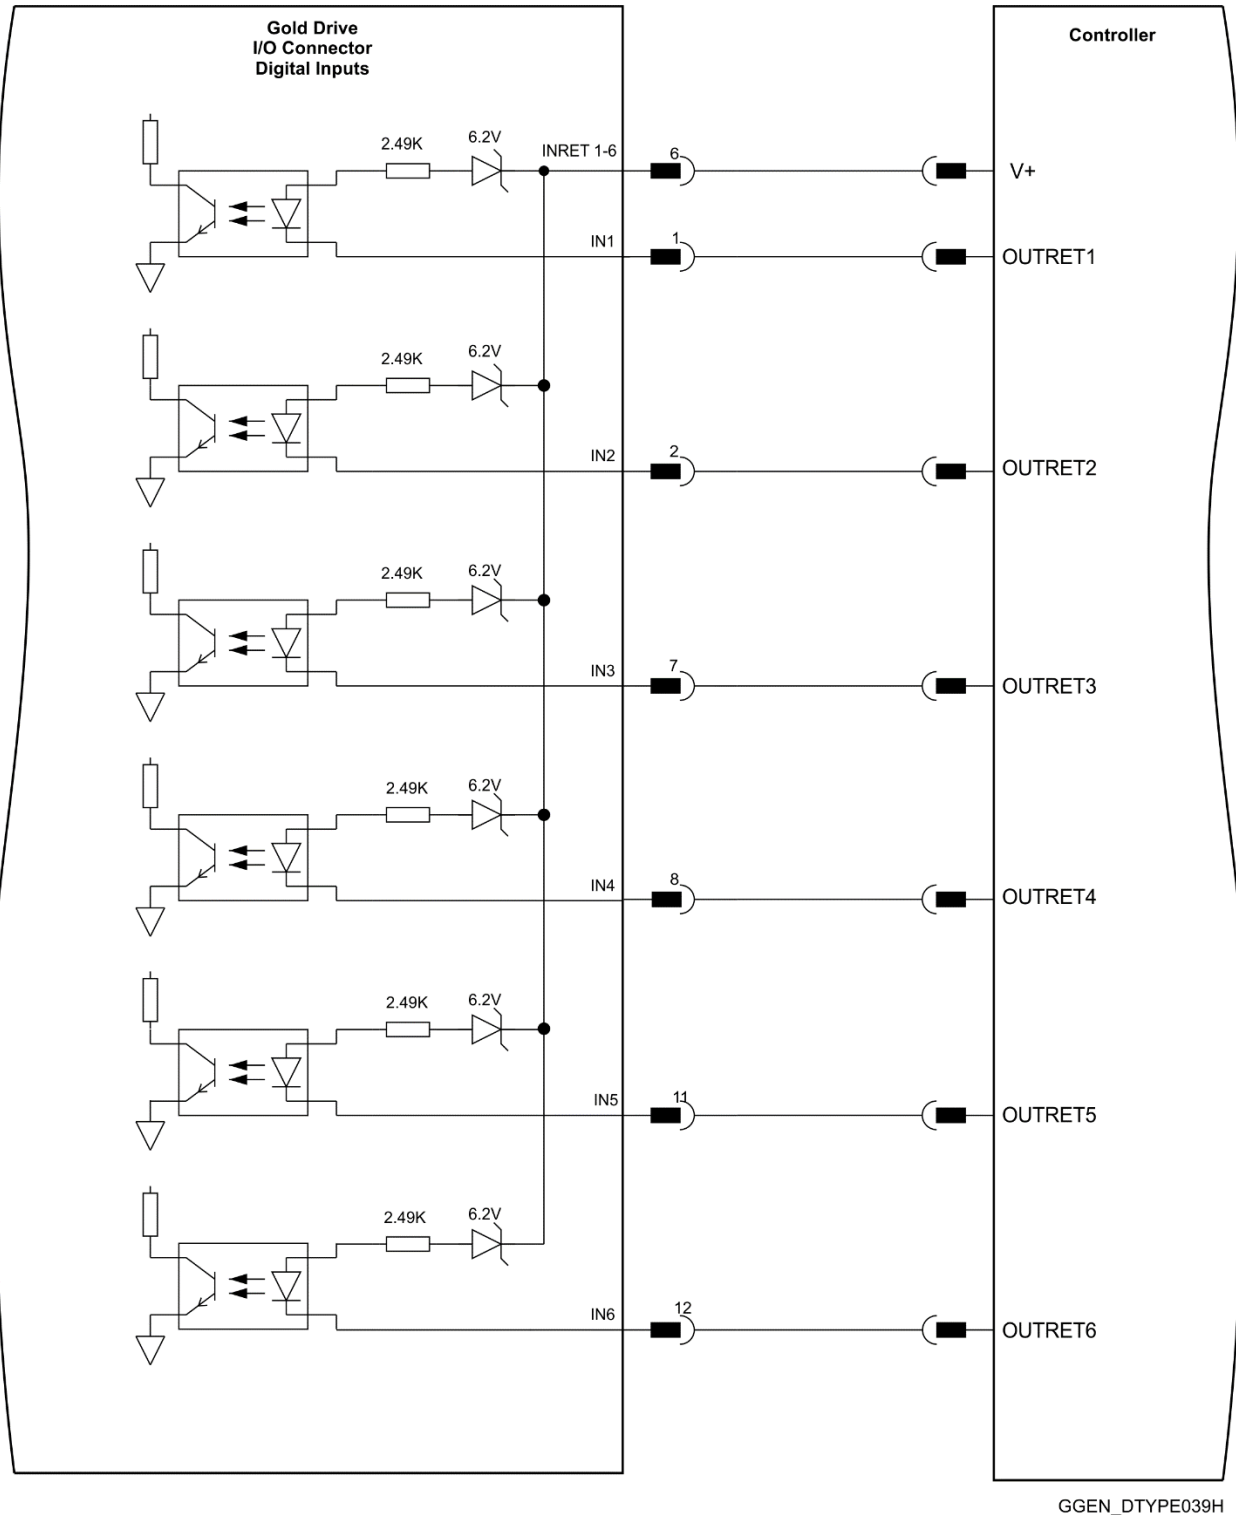 Gold Drive
I/O Connector
Digital Inputs
Controller
2.49K
6.2V
INRET 1-6
6
V+
IN1
1
OUTRET1
2.49K
6.2V
IN2
2
OUTRET2
2.49K
6.2V
IN3
7
OUTRET3
2.49K
6.2V
IN4
8
OUTRET4
2.49K
6.2V
IN5
11
OUTRET5
2.49K
6.2V
IN6
12
OUTRET6
GGEN_DTYPE039H